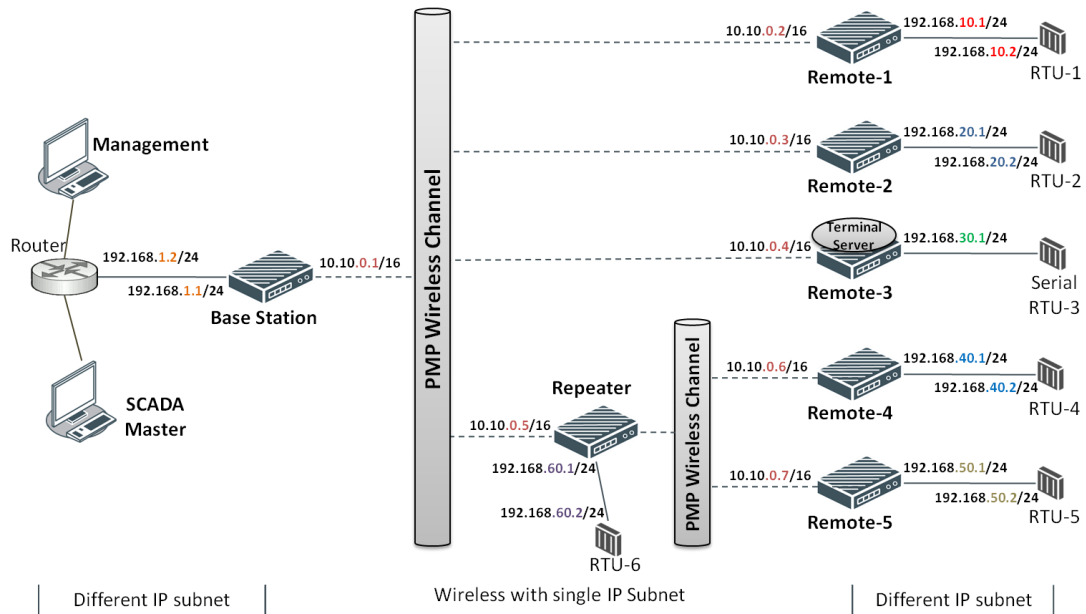 Management
Router
192.168.1.2/24
192.168.1.1/24
Base Station
SCADA
Master
10.10.0.1/16
PMP Wireless Channel
10.10.0.2/16
Remote-1
192.168.10.1/24
192.168.10.2/24
RTU-1
10.10.0.3/16
Remote-2
192.168.20.1/24
192.168.20.2/24
RTU-2
10.10.0.4/16
Terminal
Server
Remote-3
192.168.30.1/24
Serial
RTU-3
10.10.0.5/16
Repeater
192.168.60.1/24
192.168.60.2/24
RTU-6
PMP Wireless Channel
10.10.0.6/16
Remote-4
192.168.40.1/24
192.168.40.2/24
RTU-4
10.10.0.7/16
Remote-5
192.168.50.1/24
192.168.50.2/24
RTU-5
Different IP subnet
Wireless with single IP Subnet
Different IP subnet